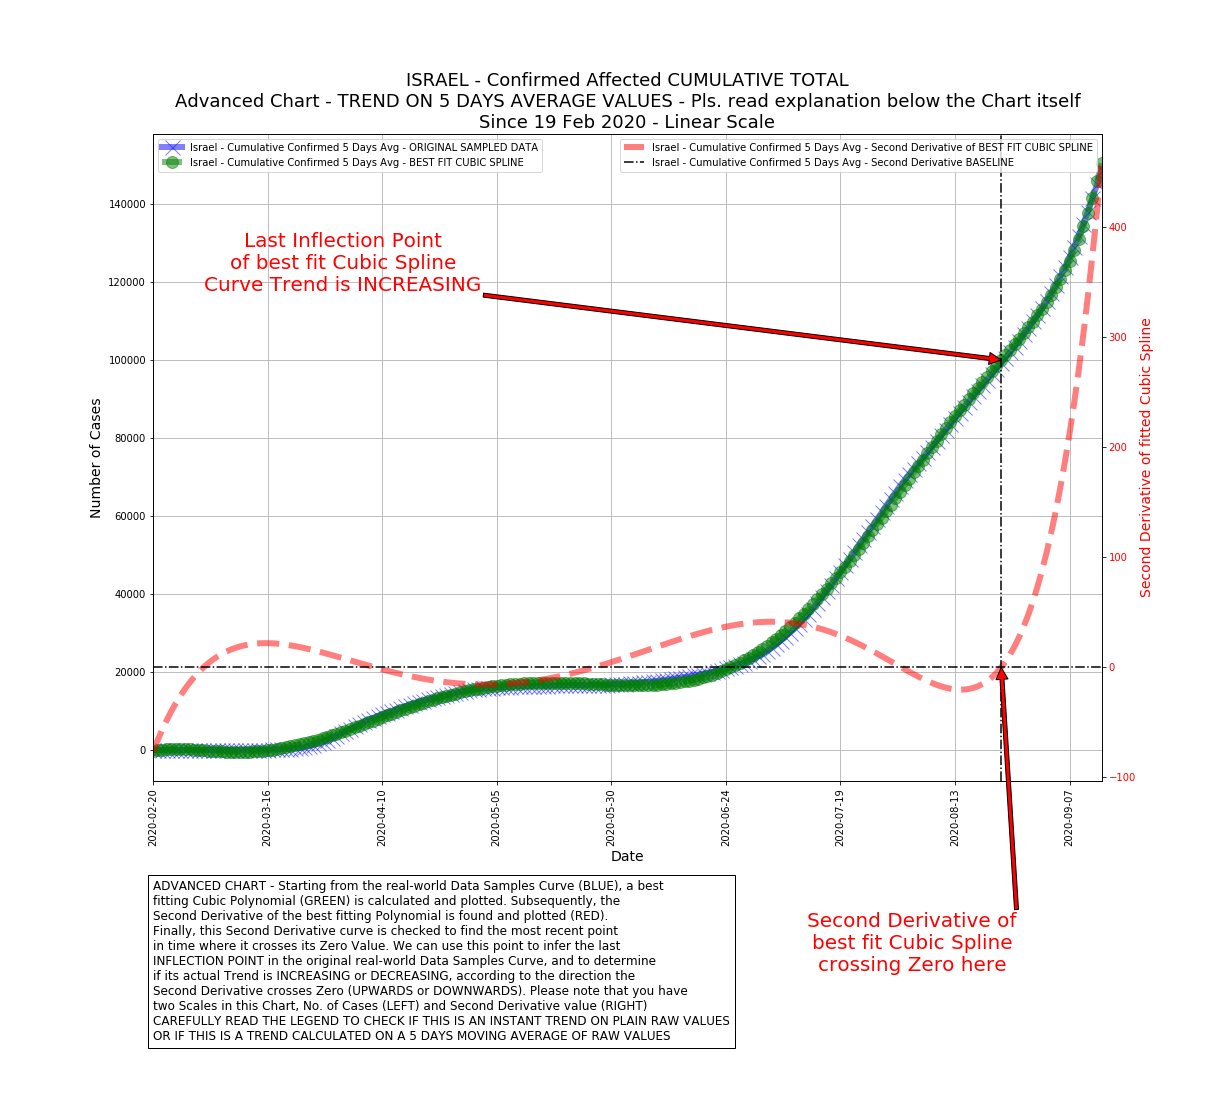 ISRAEL - Confirmed Affected CUMULATIVE TOTAL
Advanced Chart - TREND ON 5 DAYS AVERAGE VALUES - Pls. read explanation below the Chart itself
Since 19 Feb 2020 - Linear Scale
Israel - Cumulative Confirmed 5 Days Avg - ORIGINAL SAMPLED DATA
Israel - Cumulative Confirmed 5 Days Avg - BEST FIT CUBIC SPLINE
Israel - Cumulative Confirmed 5 Days Avg - Second Derivative of BEST FIT CUBIC SPLINE
Israel - Cumulative Confirmed 5 Days Avg - Second Derivative BASELINE
Last Inflection Point
of best fit Cubic Spline
Curve Trend is INCREASING
Number of Cases
140000
120000
100000
80000
60000
40000
20000
0
400
300
200
100
0
−100
Second Derivative of fitted Cubic Spline
2020-02-20
2020-03-16
2020-04-10
2020-05-05
2020-05-30
2020-06-24
2020-07-19
2020-08-13
2020-09-07
Date
ADVANCED CHART - Starting from the real-world Data Samples Curve (BLUE), a best
fitting Cubic Polynomial (GREEN) is calculated and plotted. Subsequently, the
Second Derivative of the best fitting Polynomial is found and plotted (RED).
Finally, this Second Derivative curve is checked to find the most recent point
in time where it crosses its Zero Value. We can use this point to infer the last
INFLECTION POINT in the original real-world Data Samples Curve, and to determine
if its actual Trend is INCREASING or DECREASING, according to the direction the
Second Derivative crosses Zero (UPWARDS or DOWNWARDS). Please note that you have
two Scales in this Chart, No. of Cases (LEFT) and Second Derivative value (RIGHT)
CAREFULLY READ THE LEGEND TO CHECK IF THIS IS AN INSTANT TREND ON PLAIN RAW VALUES
OR IF THIS IS A TREND CALCULATED ON A 5 DAYS MOVING AVERAGE OF RAW VALUES
Second Derivative of
best fit Cubic Spline
crossing Zero here